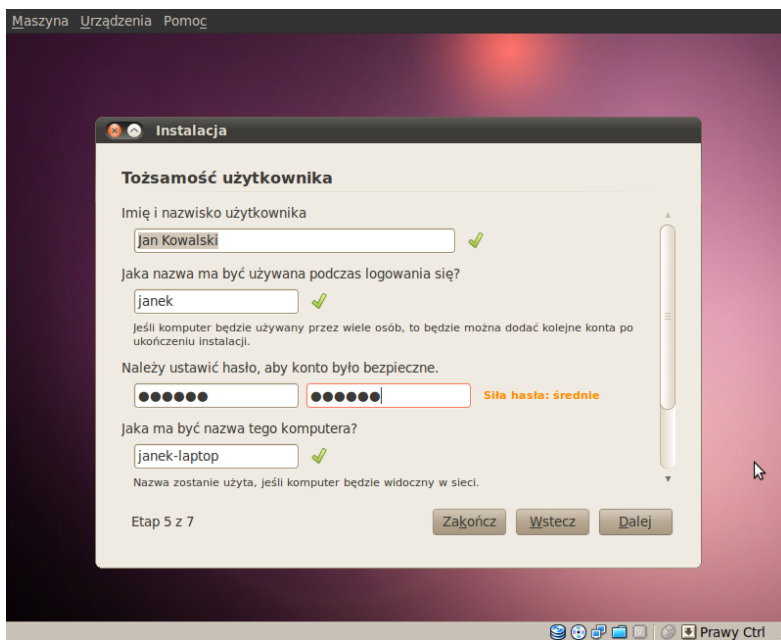 Maszyna Urządzenia Pomoc
Instalacja
Tożsamość użytkownika
Imię i nazwisko użytkownika
Jan Kowalski
Jaka nazwa ma być używana podczas logowania się?
janek
Jeśli komputer będzie używany przez wiele osób, to będzie można dodać kolejne konta po
ukończeniu instalacji.
Należy ustawić hasło, aby konto było bezpieczne.
●●●●●● ●●●●●● Siła hasła: średnie
Jaka ma być nazwa tego komputera?
janek-laptop
Nazwa zostanie użyta, jeśli komputer będzie widoczny w sieci.
Etap 5 z 7 Zakończ Wstecz Dalej
Prawy Ctrl